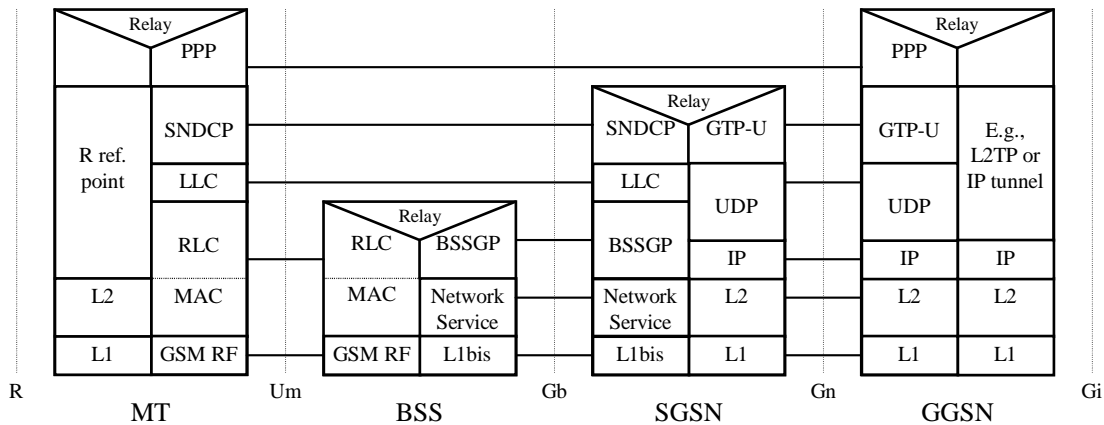 Relay
PPP
SNDCP
R ref.
point
LLC
RLC
L2
MAC
L1
GSM RF
Relay
RLC
BSSGP
MAC
Network
Service
GSM RF
L1bis
Relay
SNDCP
GTP-U
LLC
UDP
BSSGP
IP
Network
Service
L2
L1bis
L1
Relay
PPP
GTP-U
E.g.,
L2TP or
IP tunnel
UDP
IP
IP
L2
L2
L1
L1
R
Um
Gb
Gn
Gi
MT
BSS
SGSN
GGSN